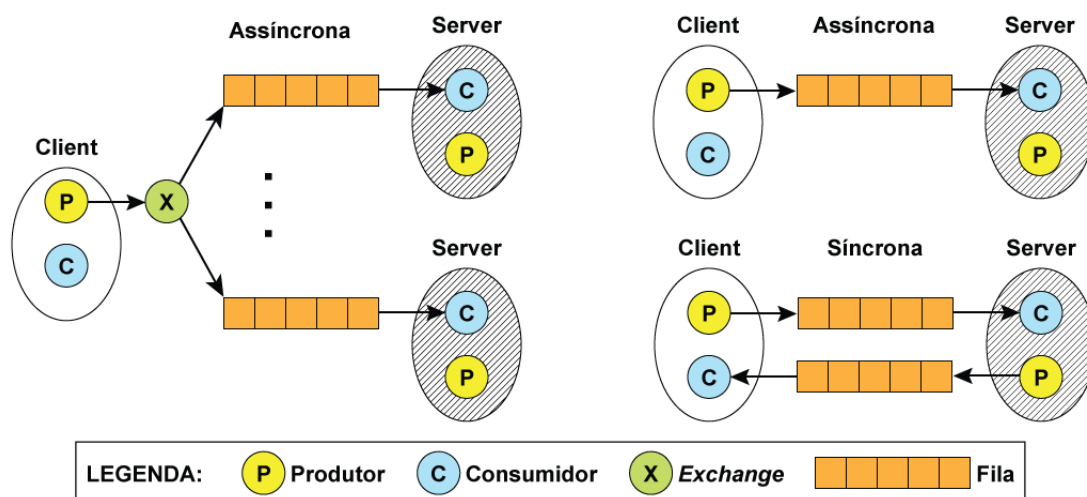 Assíncrona
Server
C
P
Client
P
C
X
Server
C
P
Client
Assíncrona
Server
P
C
C
P
Client
Síncrona
Server
P
C
C
P
LEGENDA: P Produtor C Consumidor X Exchange Fila